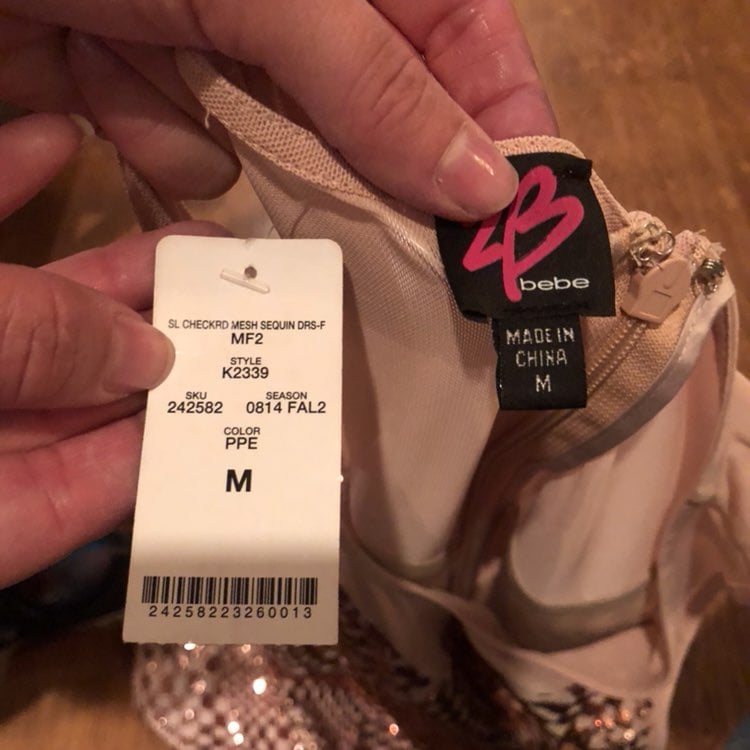 SL CHECKRD MESH SEQUIN DRS-F
MF2
STYLE
K2339
SKU SEASON
242582 0814 FAL2
COLOR
PPE
M
24258223260013
B
bebe
MADE IN
CHINA
M